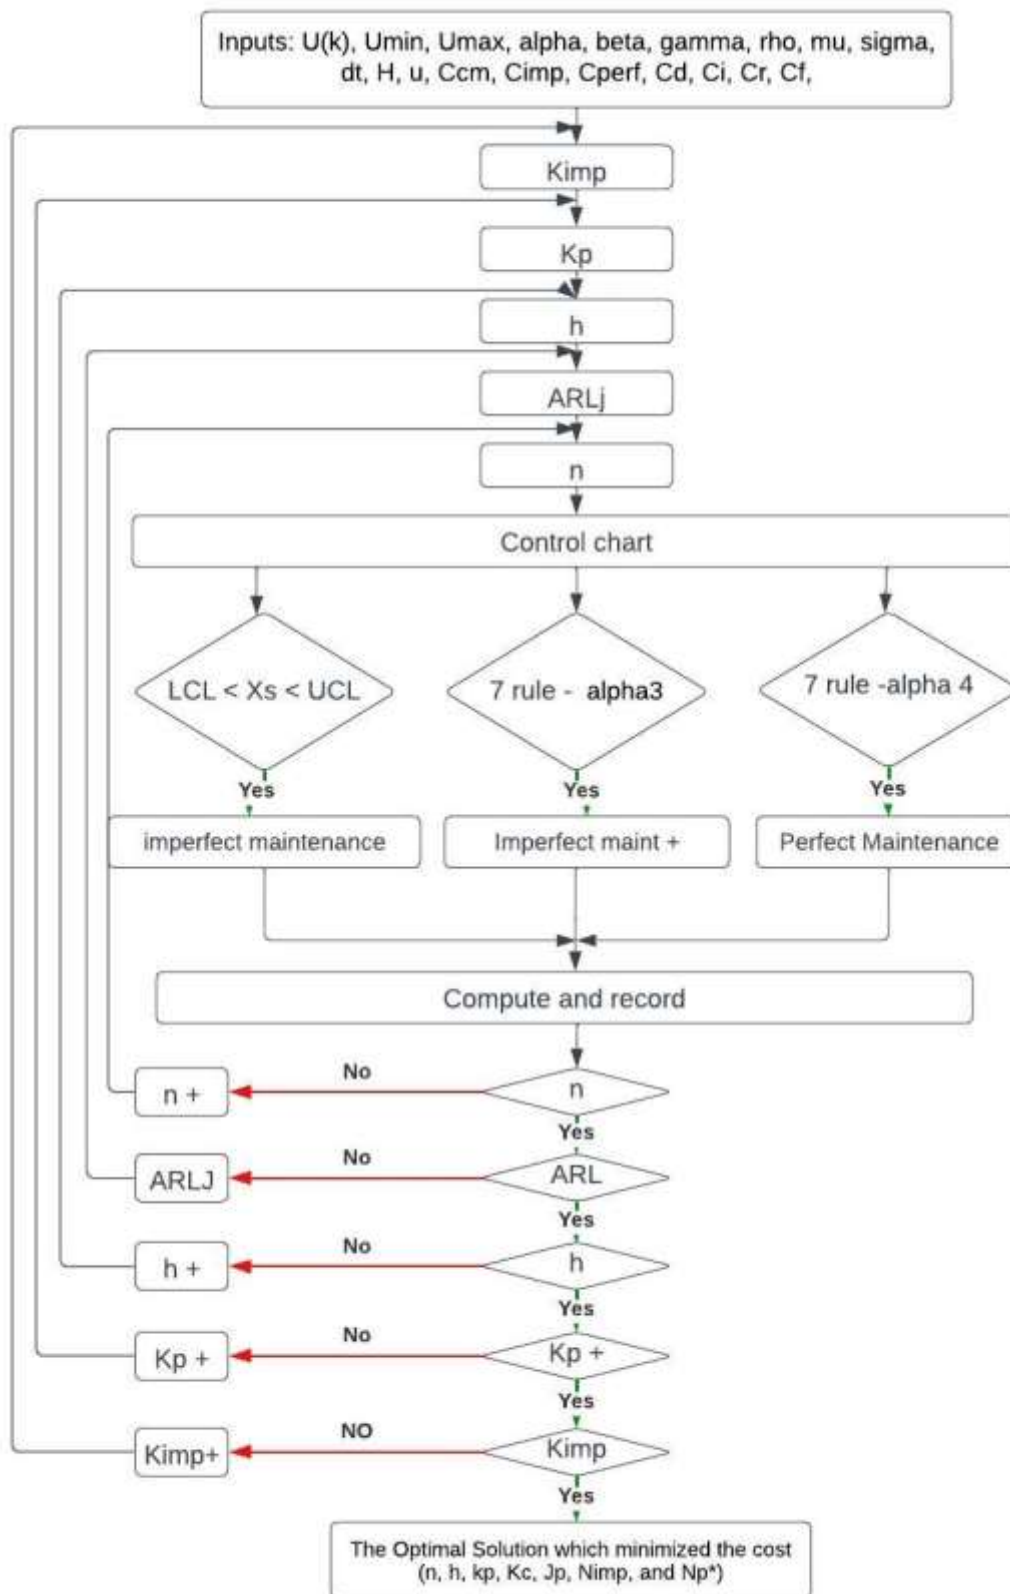 Inputs: U(k), Umin, Umax, alpha, beta, gamma, rho, mu, sigma,
dt, H, u, Ccm, Cimp, Cperf, Cd, Ci, Cr, Cf,
Kimp
Kp
h
ARLj
n
Control chart
LCL < Xs < UCL
7 rule - alpha3
7 rule -alpha 4
Yes
Yes
Yes
imperfect maintenance
Imperfect maint +
Perfect Maintenance
Compute and record
n +
No
n
Yes
ARLJ
No
ARL
Yes
h +
No
h
Yes
Kp +
No
Kp +
Yes
Kimp+
NO
Kimp
Yes
The Optimal Solution which minimized the cost
(n, h, kp, Kc, Jp, Nimp, and Np*)